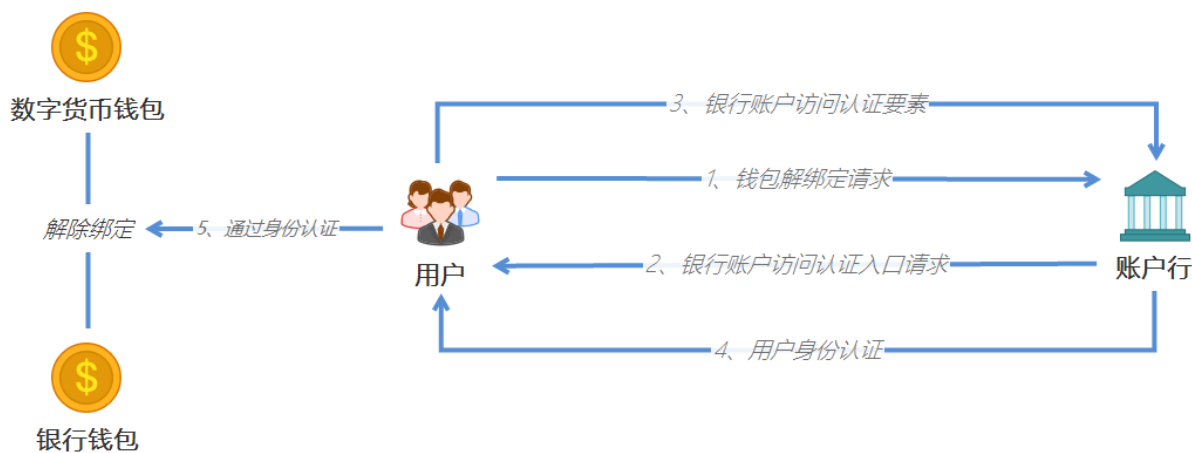 数字货币钱包
3、银行账户访问认证要素
1、钱包解绑定请求
解除绑定
5、通过身份认证
用户
2、银行账户访问认证入口请求
账户行
4、用户身份认证
银行钱包